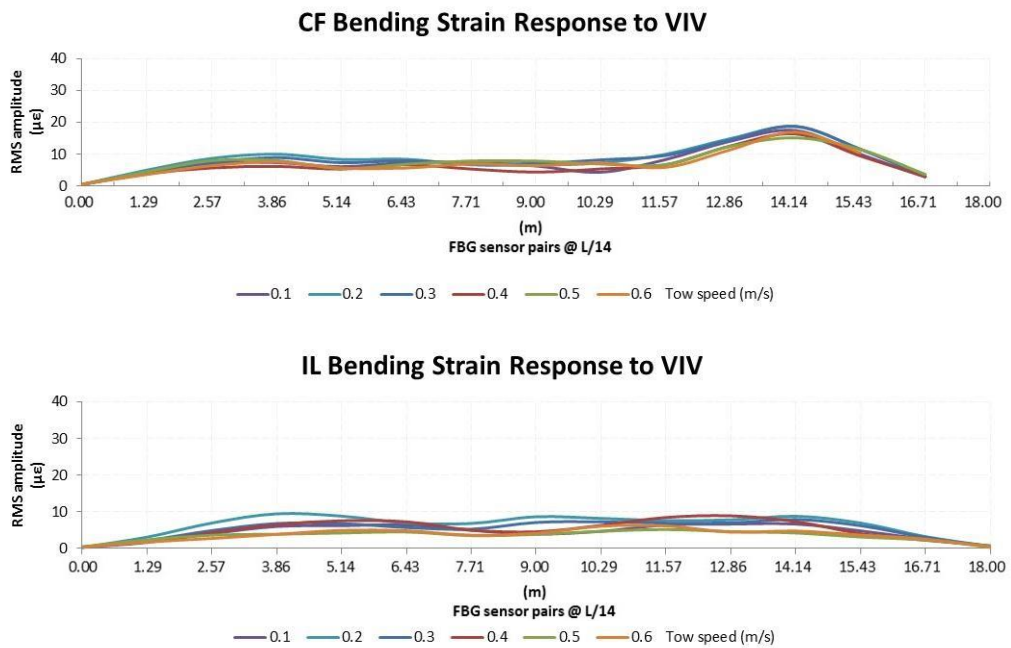 CF Bending Strain Response to VIV
RMS amplitude
(µε)
40
30
20
10
0
0.00 1.29 2.57 3.86 5.14 6.43 7.71 9.00 10.29 11.57 12.86 14.14 15.43 16.71 18.00
(m)
FBG sensor pairs @ L/14
0.1 0.2 0.3 0.4 0.5 0.6 Tow speed (m/s)
IL Bending Strain Response to VIV
RMS amplitude
(µε)
40
30
20
10
0
0.00 1.29 2.57 3.86 5.14 6.43 7.71 9.00 10.29 11.57 12.86 14.14 15.43 16.71 18.00
(m)
FBG sensor pairs @ L/14
0.1 0.2 0.3 0.4 0.5 0.6 Tow speed (m/s)